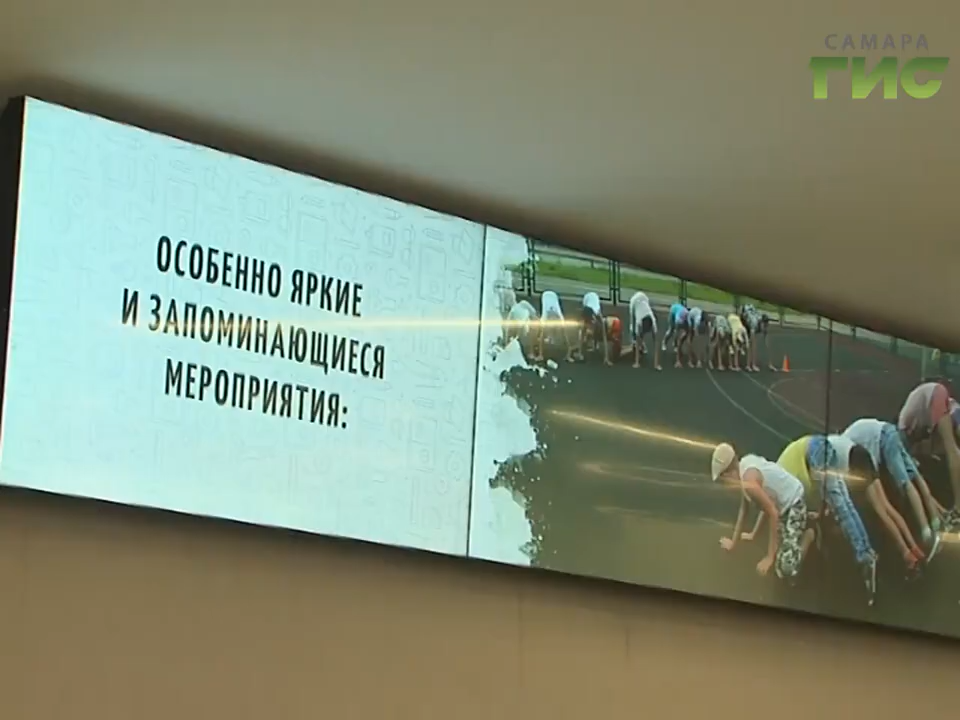 САМАРА
ГИС
ОСОБЕННО ЯРКИЕ
И ЗАПОМИНАЮЩИЕСЯ
МЕРОПРИЯТИЯ: